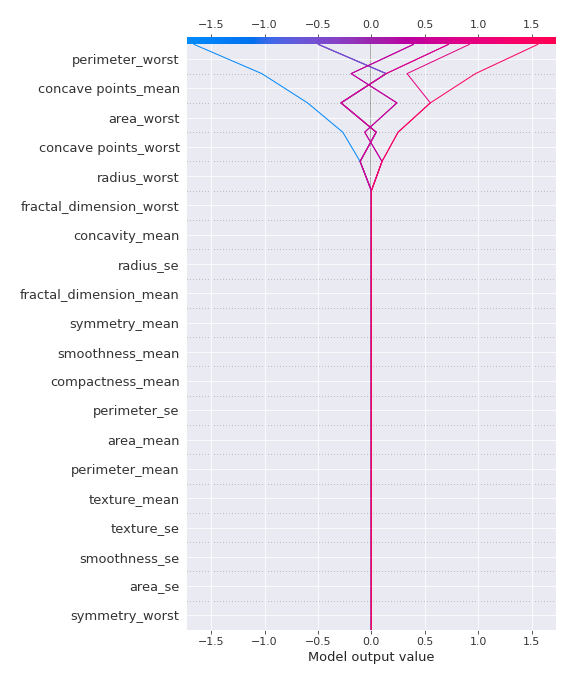 −1.5 −1.0 −0.5 0.0 0.5 1.0 1.5
perimeter_worst
concave points_mean
area_worst
concave points_worst
radius_worst
fractal_dimension_worst
concavity_mean
radius_se
fractal_dimension_mean
symmetry_mean
smoothness_mean
compactness_mean
perimeter_se
area_mean
perimeter_mean
texture_mean
texture_se
smoothness_se
area_se
symmetry_worst
−1.5 −1.0 −0.5 0.0 0.5 1.0 1.5
Model output value